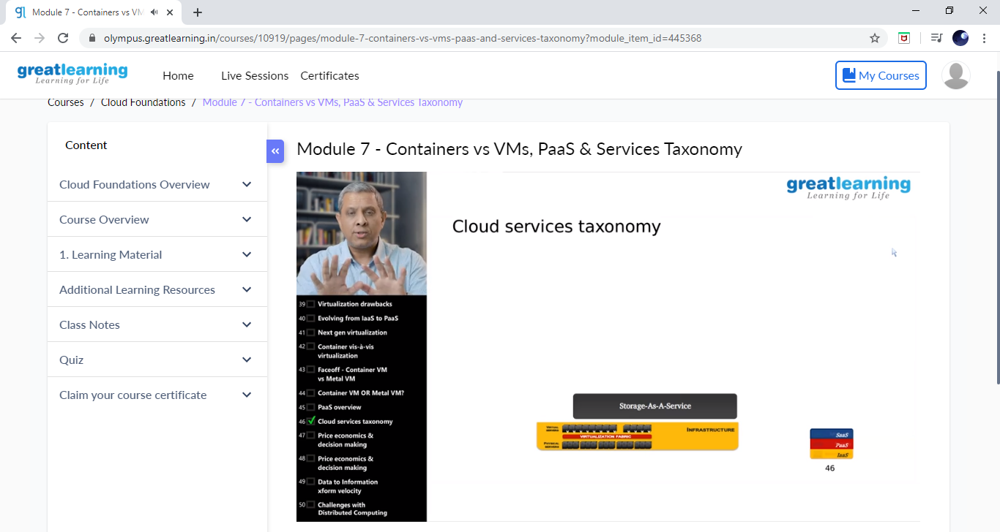 Module 7 - Containers vs VM
olympus.greatlearning.in/courses/10919/pages/module-7-containers-vs-vms-paas-and-services-taxonomy?module_item_id=445368
greatlearning
Learning for Life
Home
Live Sessions
Certificates
My Courses
Courses / Cloud Foundations / Module 7 - Containers vs VMs, PaaS & Services Taxonomy
Content
Cloud Foundations Overview
Course Overview
1. Learning Material
Additional Learning Resources
Class Notes
Quiz
Claim your course certificate
Module 7 - Containers vs VMs, PaaS & Services Taxonomy
39 Virtualization drawbacks
40 Evolving from IaaS to PaaS
41 Next gen virtualization
42 Container vis-à-vis
virtualization
43 Faceoff - Container VM
vs Metal VM
44 Container VM OR Metal VM?
45 PaaS overview
46 Cloud services taxonomy
47 Price economics &
decision making
48 Price economics &
decision making
49 Data to Information
xform velocity
50 Challenges with
Distributed Computing
greatlearning
Learning for Life
Cloud services taxonomy
Storage-As-A-Service
VIRTUAL
SERVERS
VIRTUALIZATION FABRIC
PHYSICAL
SERVERS
INFRASTRUCTURE
SaaS
PaaS
IaaS
46